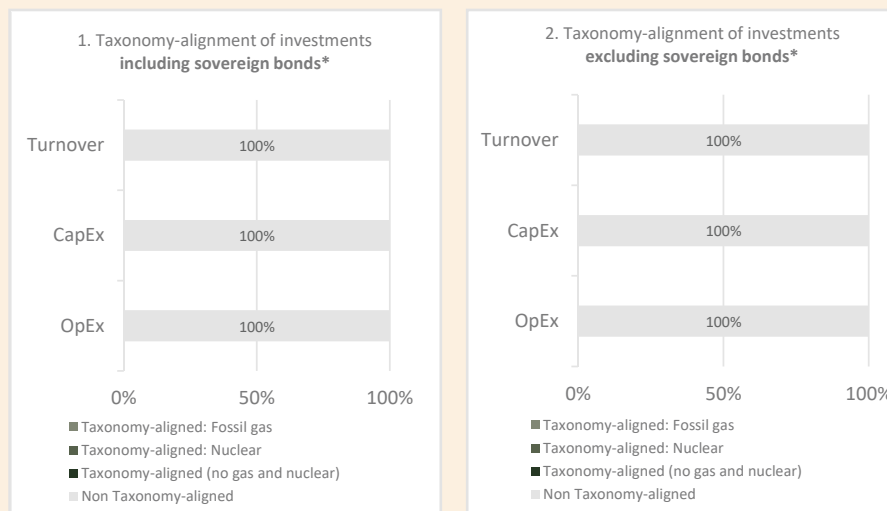 1. Taxonomy-alignment of investments
including sovereign bonds*
Turnover
100%
CapEx
100%
OpEx
100%
0%
50%
100%
Taxonomy-aligned: Fossil gas
Taxonomy-aligned: Nuclear
Taxonomy-aligned (no gas and nuclear)
Non Taxonomy-aligned
2. Taxonomy-alignment of investments
excluding sovereign bonds*
Turnover
100%
CapEx
100%
OpEx
100%
0%
50%
100%
Taxonomy-aligned: Fossil gas
Taxonomy-aligned: Nuclear
Taxonomy-aligned (no gas and nuclear)
Non Taxonomy-aligned